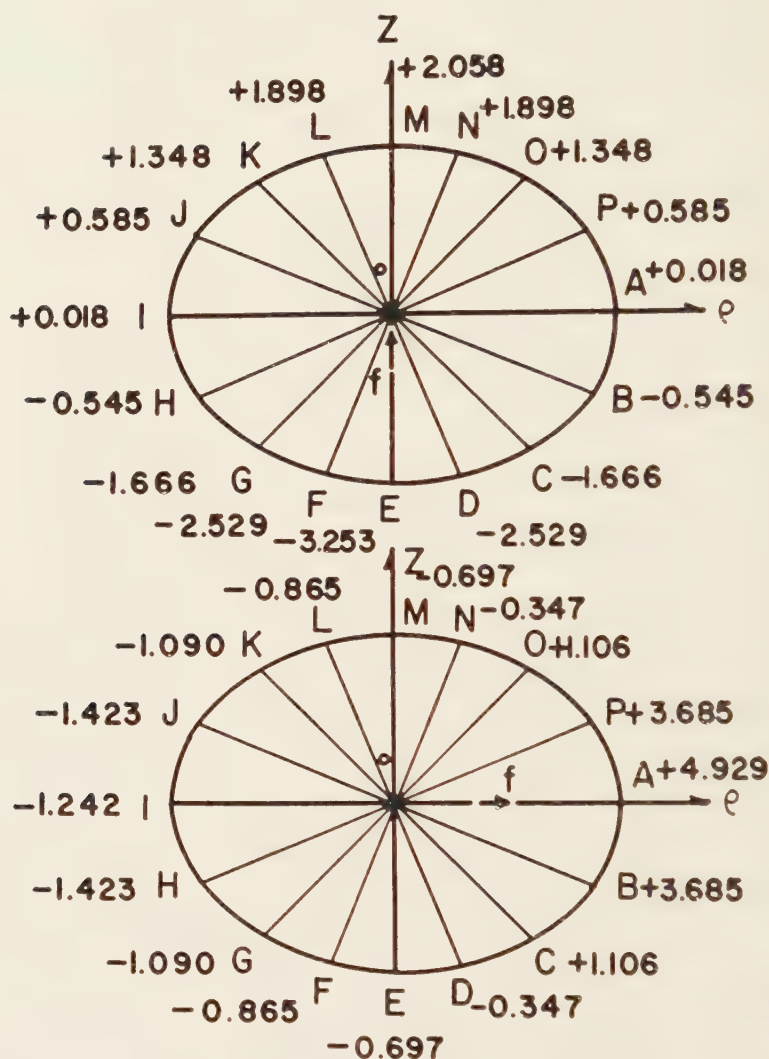 Z
+2.058
+1.898 L M N +1.898
+1.348 K O+1.348
+0.585 J P+0.585
A+0.018
+0.018 I ρ
f
-0.545 H B-0.545
-1.666 G F E D C-1.666
-2.529 -3.253 -2.529
Z -0.697
-0.865 L M N-0.347
-1.090 K O+1.106
-1.423 J P+3.685
f A+4.929
-1.242 I ρ
-1.423 H B+3.685
-1.090 G F E D C+1.106
-0.865 -0.347
-0.697